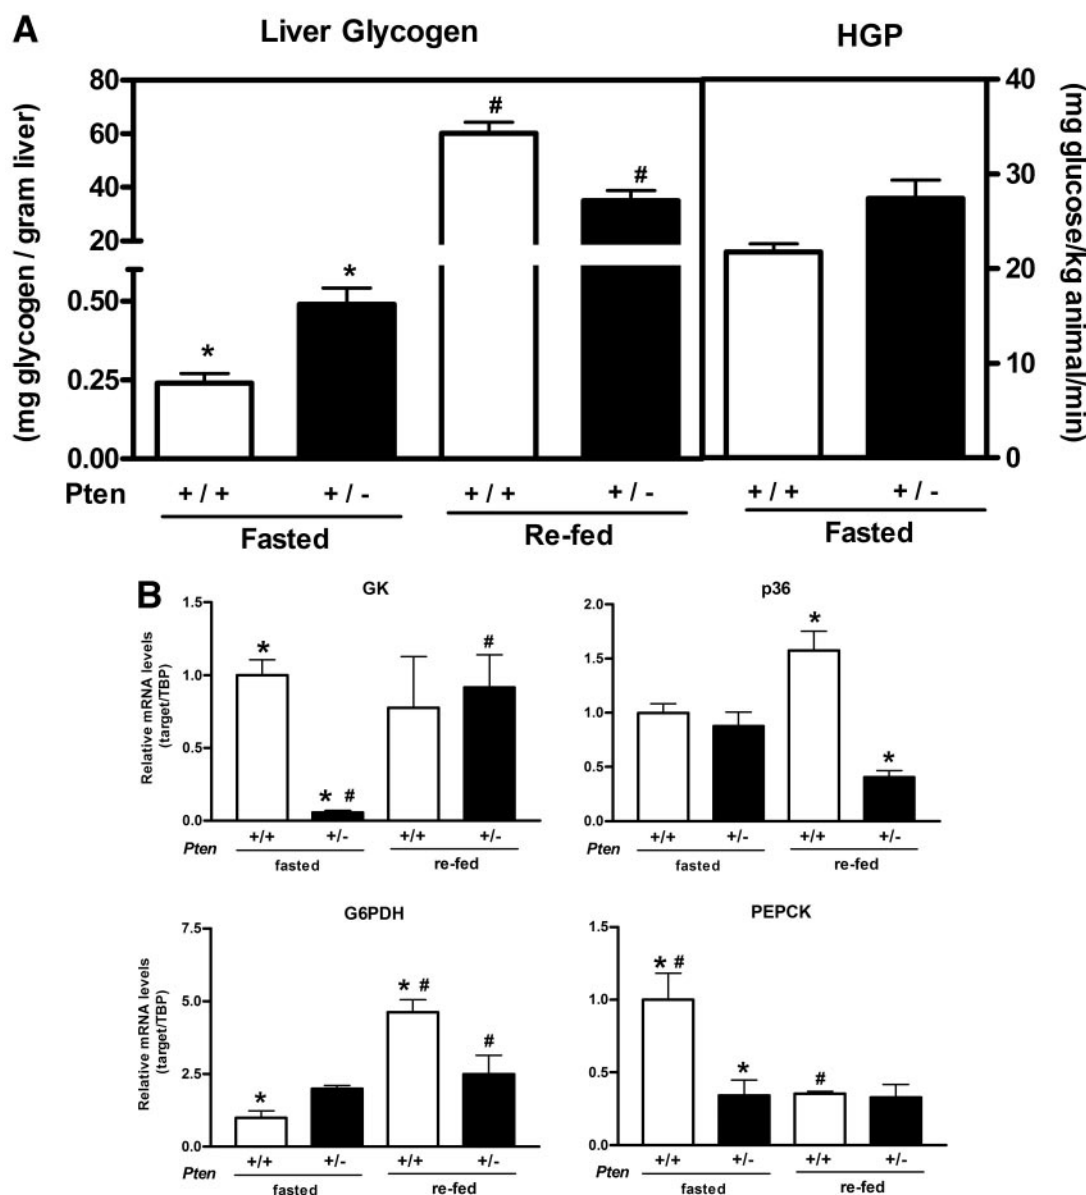 A
Liver Glycogen
HGP
(mg glycogen / gram liver)
80
60
40
20
0.50
0.25
0.00
*
*
#
#
40
30
20
10
0
(mg glucose/kg animal/min)
Pten +/+ +/- +/+ +/- +/+ +/-
Fasted Re-fed Fasted
B
GK
Relative mRNA levels
(target/TBP)
1.5
1.0
0.5
0.0
*
* #
#
+/+ +/- +/+ +/-
Pten
fasted re-fed
p36
2.0
1.5
1.0
0.5
0.0
*
*
+/+ +/- +/+ +/-
Pten
fasted re-fed
G6PDH
Relative mRNA levels
(target/TBP)
7.5
5.0
2.5
0.0
*
* #
#
+/+ +/- +/+ +/-
Pten
fasted re-fed
PEPCK
1.5
1.0
0.5
0.0
* #
*
#
+/+ +/- +/+ +/-
Pten
fasted re-fed